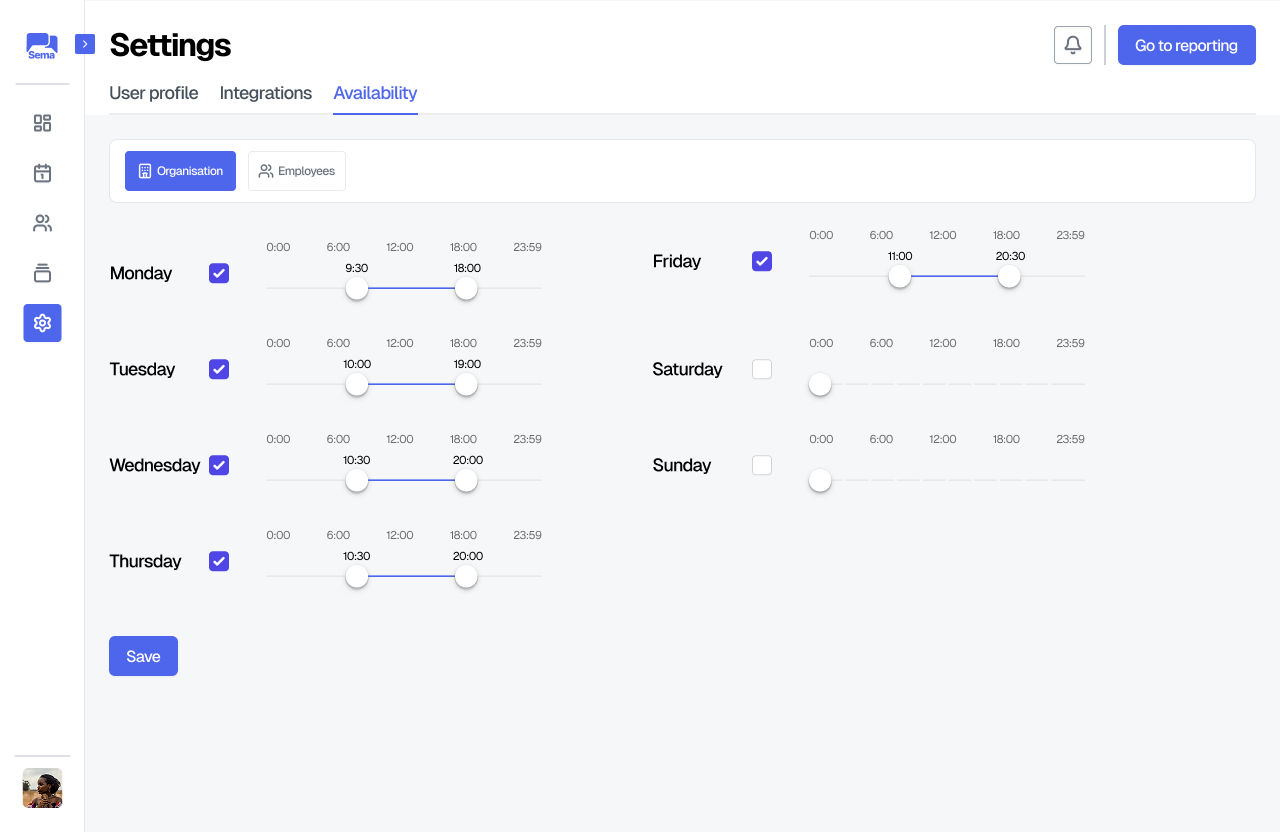 Sema
Settings
Go to reporting
User profile Integrations Availability
Organisation Employees
Monday
0:00 6:00 12:00 18:00 23:59
9:30 18:00
Tuesday
0:00 6:00 12:00 18:00 23:59
10:00 19:00
Wednesday
0:00 6:00 12:00 18:00 23:59
10:30 20:00
Thursday
0:00 6:00 12:00 18:00 23:59
10:30 20:00
Friday
0:00 6:00 12:00 18:00 23:59
11:00 20:30
Saturday
0:00 6:00 12:00 18:00 23:59
Sunday
0:00 6:00 12:00 18:00 23:59
Save